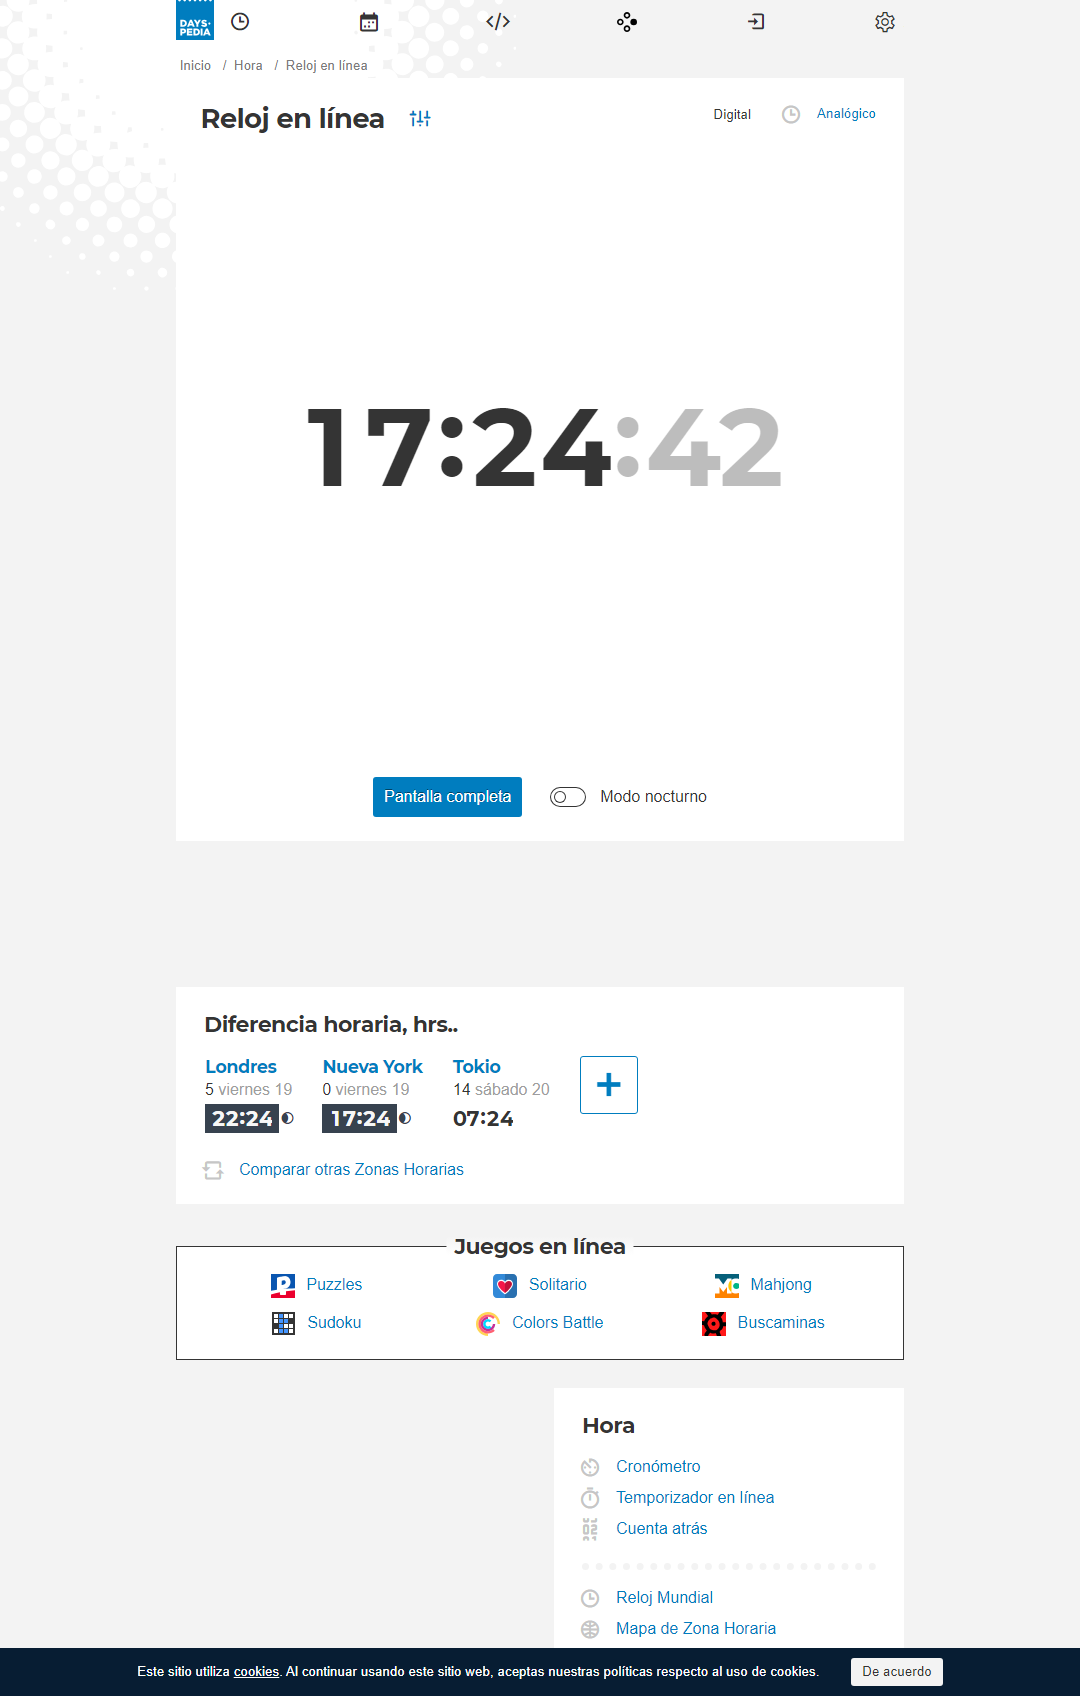 DAYS·
PEDIA
Inicio / Hora / Reloj en línea
Reloj en línea
Digital
Analógico
17:24:42
Pantalla completa
Modo nocturno
Diferencia horaria, hrs..
Londres
5 viernes 19
22:24
Nueva York
0 viernes 19
17:24
Tokio
14 sábado 20
07:24
Comparar otras Zonas Horarias
Juegos en línea
Puzzles
Solitario
Mahjong
Sudoku
Colors Battle
Buscaminas
Hora
Cronómetro
Temporizador en línea
Cuenta atrás
Reloj Mundial
Mapa de Zona Horaria
Este sitio utiliza cookies. Al continuar usando este sitio web, aceptas nuestras políticas respecto al uso de cookies.
De acuerdo